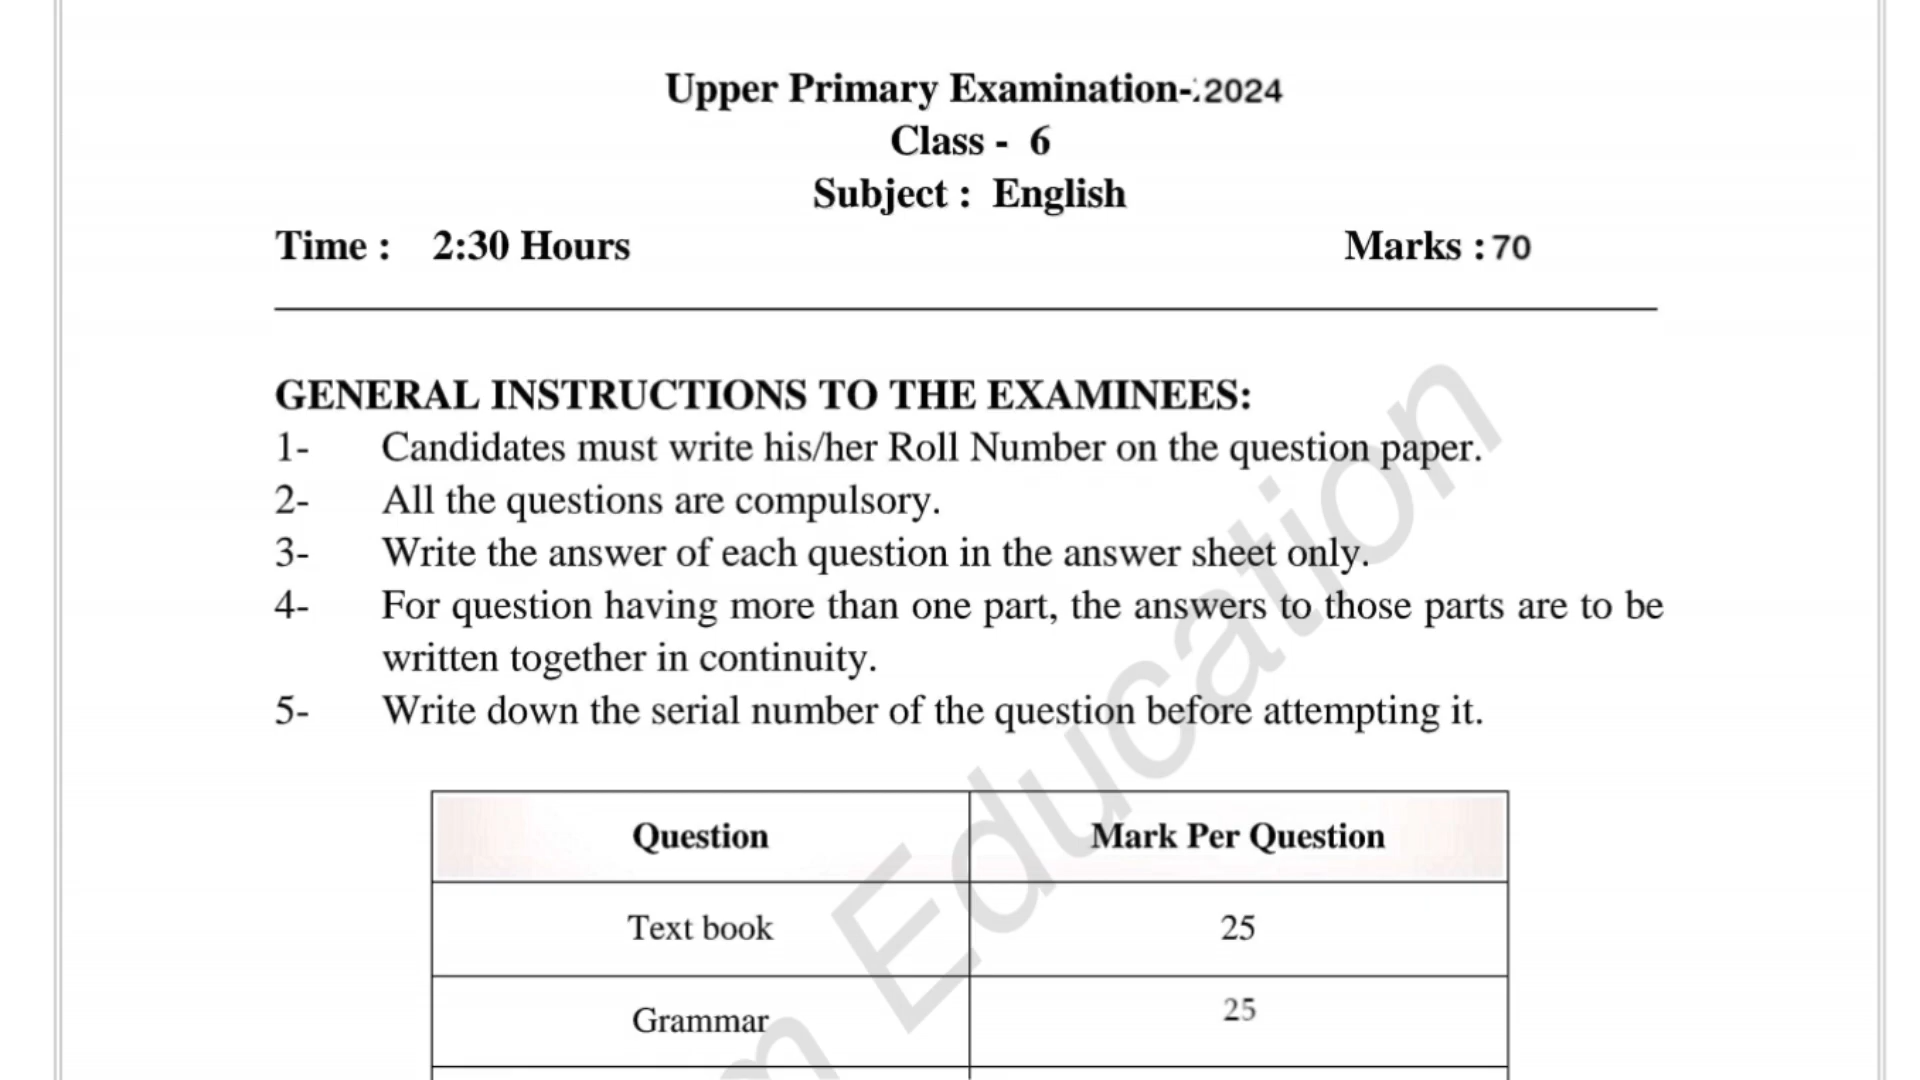 Upper Primary Examination-2024
Class - 6
Subject : English
Time : 2:30 Hours Marks : 70
GENERAL INSTRUCTIONS TO THE EXAMINEES:
1- Candidates must write his/her Roll Number on the question paper.
2- All the questions are compulsory.
3- Write the answer of each question in the answer sheet only.
4- For question having more than one part, the answers to those parts are to be
written together in continuity.
5- Write down the serial number of the question before attempting it.
Question Mark Per Question
Text book 25
Grammar 25
Education